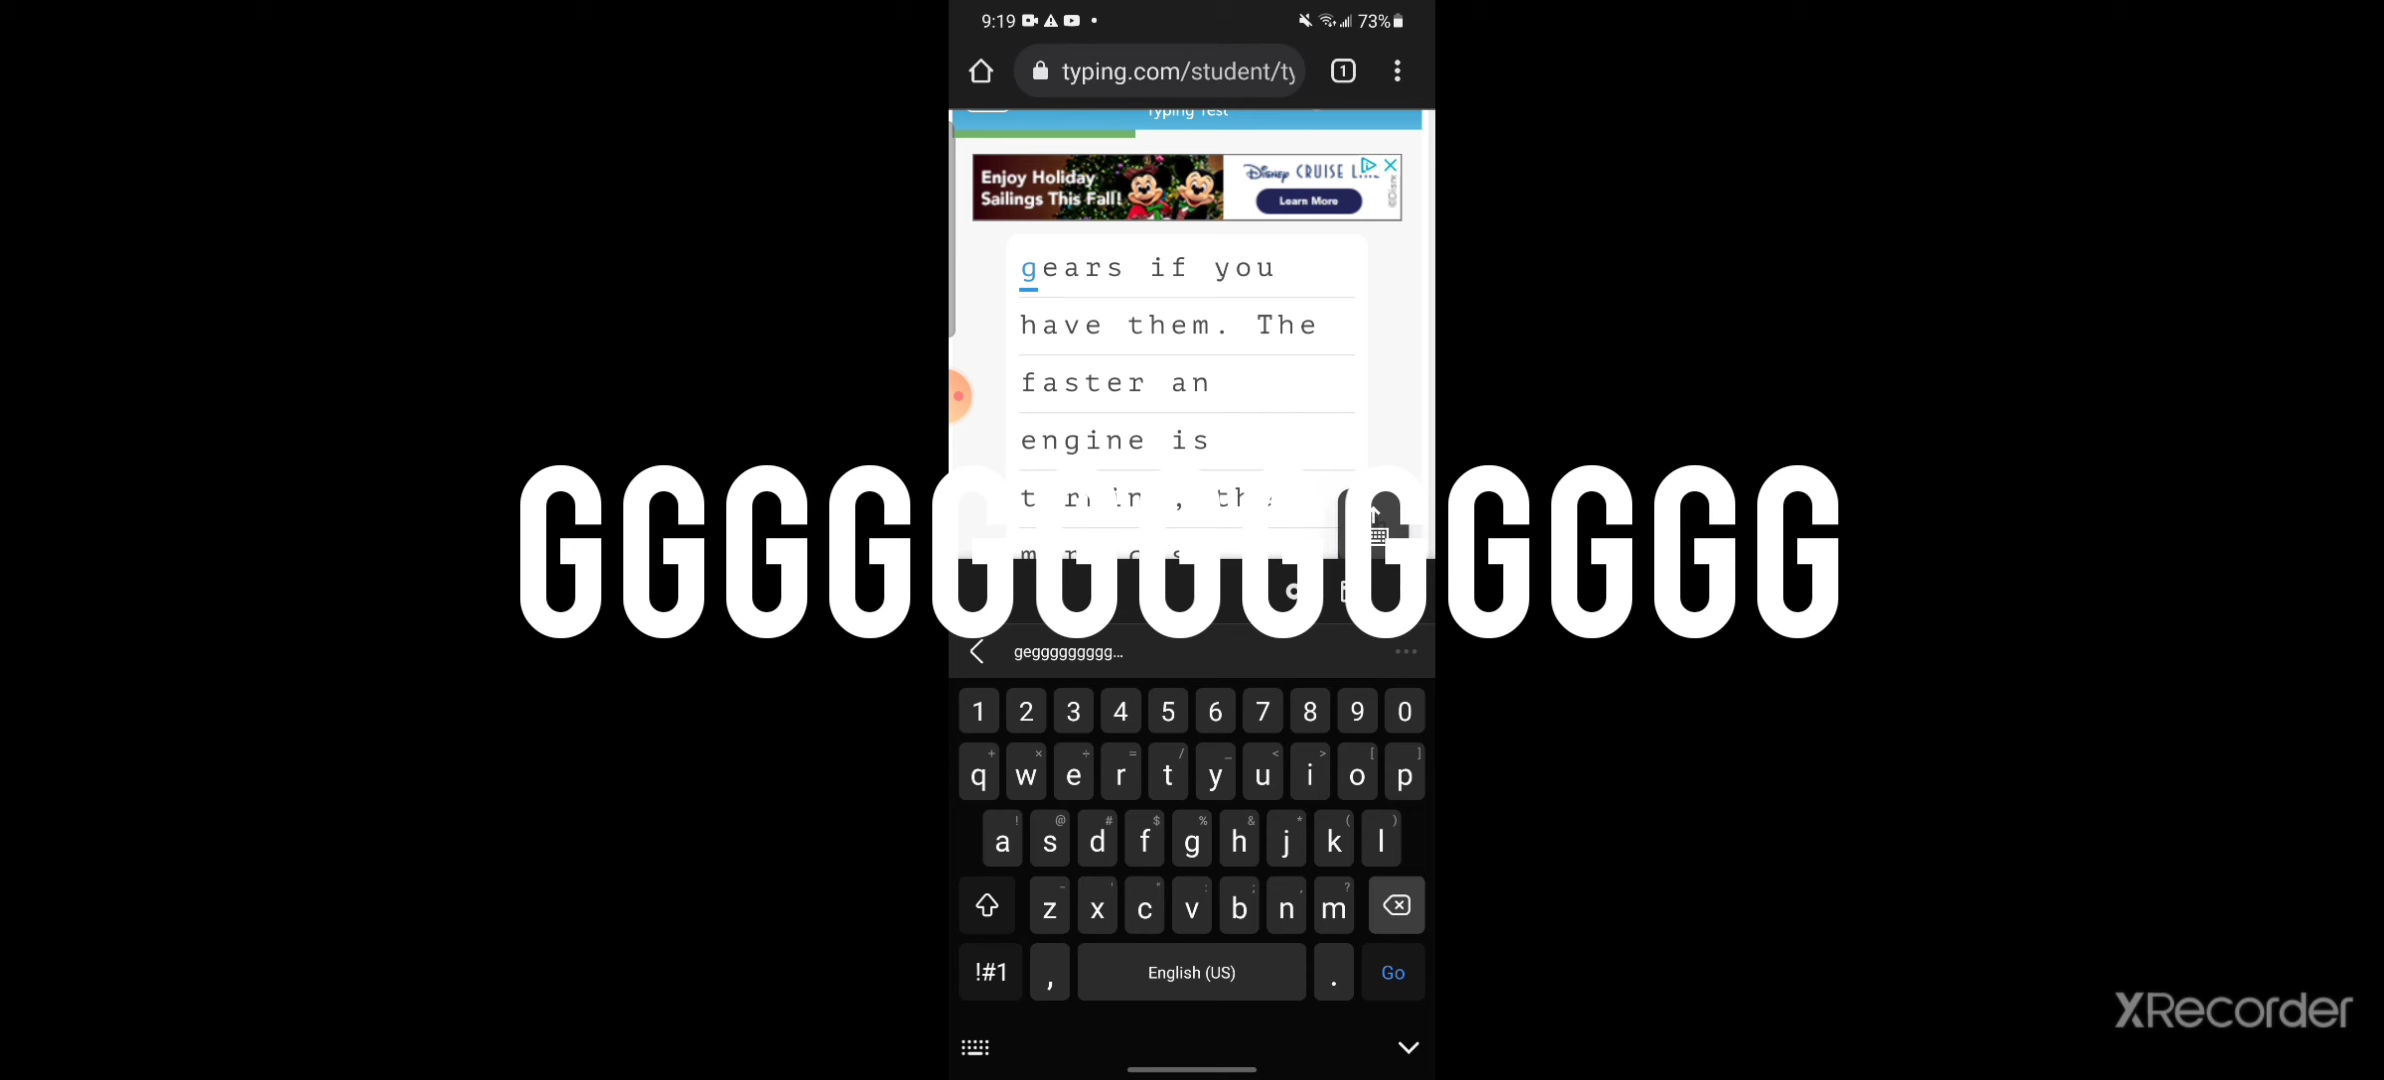 9:19
73%
typing.com/student/ty
1
Typing Test
Enjoy Holiday
Sailings This Fall!
Disney CRUISE
Learn More
gears if you
have them. The
faster an
engine is
GGGGGGGGGGGGG
geggggggggg...
1 2 3 4 5 6 7 8 9 0
q w e r t y u i o p
a s d f g h j k l
z x c v b n m
!#1 , English (US) . Go
XRecorder